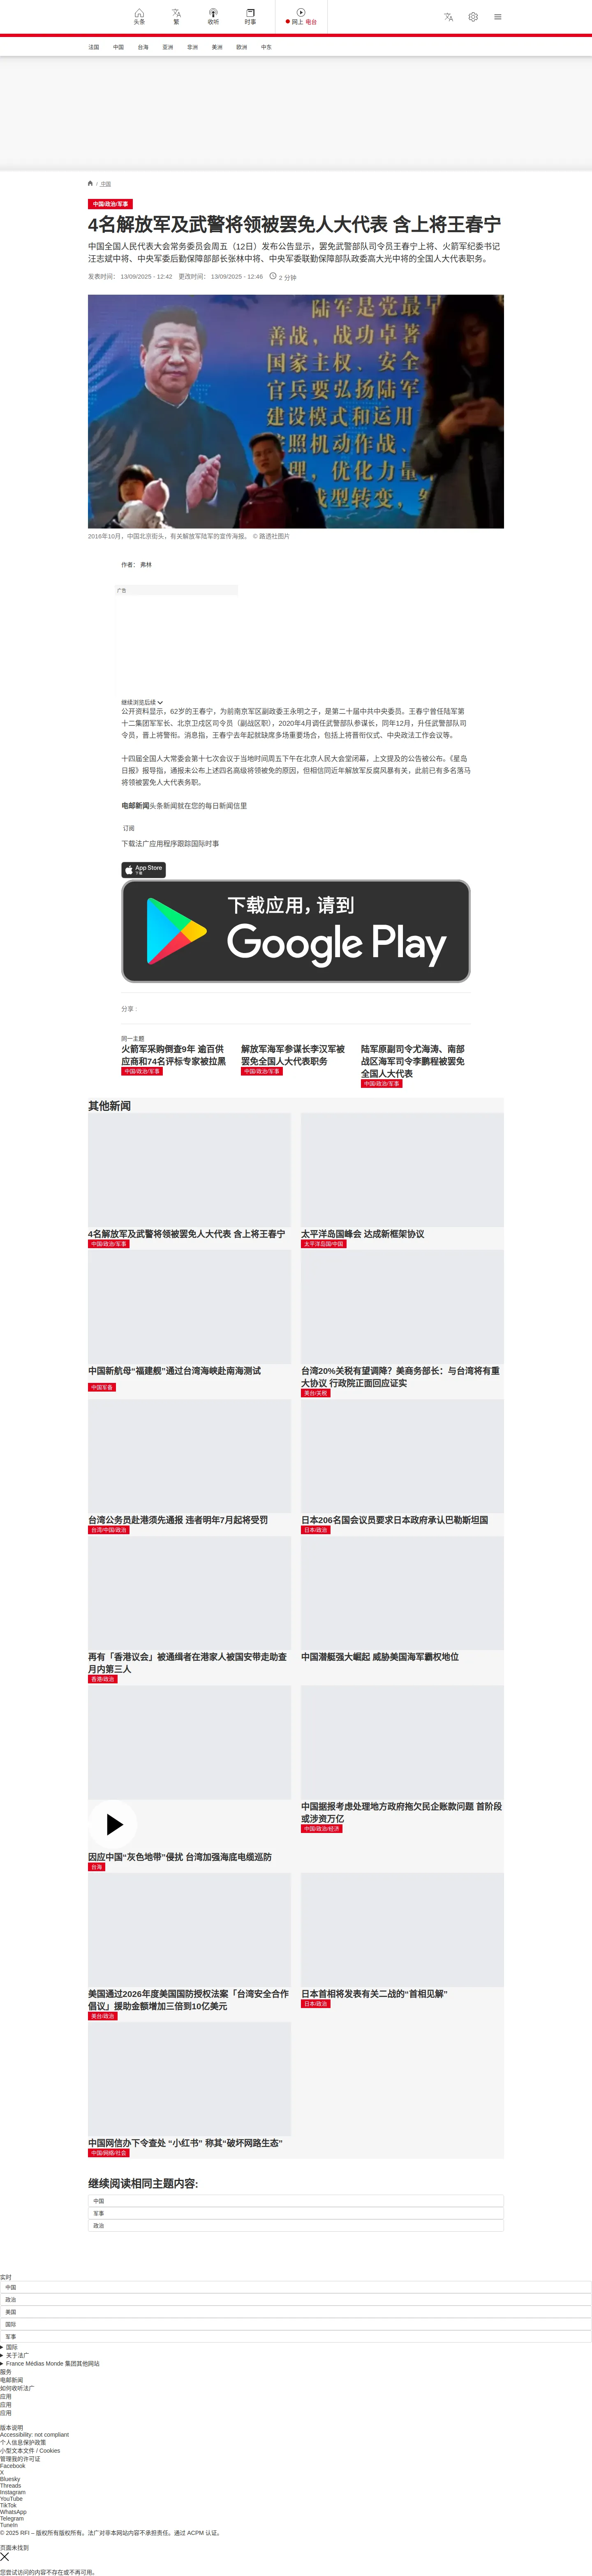 头条
繁
收听
时事
网上 电台
法国
中国
台海
亚洲
非洲
美洲
欧洲
中东
/ 中国
中国/政治/军事
4名解放军及武警将领被罢免人大代表 含上将王春宁
中国全国人民代表大会常务委员会周五（12日）发布公告显示，罢免武警部队司令员王春宁上将、火箭军纪委书记
汪志斌中将、中央军委后勤保障部部长张林中将、中央军委联勤保障部队政委高大光中将的全国人大代表职务。
发表时间： 13/09/2025 - 12:42 更改时间： 13/09/2025 - 12:46 2 分钟
善战，战功卓
战斗力是最
国家主权、安全
官兵要弘扬陆军
建设模式和运用
2016年10月，中国北京街头，有关解放军陆军的宣传海报。 © 路透社图片
作者： 弗林
广告
继续浏览后续
公开资料显示，62岁的王春宁，为前南京军区副政委王永明之子，是第二十届中共中央委员。王春宁曾任陆军第
十二集团军军长、北京卫戍区司令员（副战区职），2020年4月调任武警部队参谋长，同年12月，升任武警部队司
令员，晋上将警衔。消息指，王春宁去年起就缺席多场重要场合，包括上将晋衔仪式、中央政法工作会议等。
十四届全国人大常委会第十七次会议于当地时间周五下午在北京人民大会堂闭幕，上文提及的公告被公布。《星岛
日报》报导指，通报未公布上述四名高级将领被免的原因，但相信同近年解放军反腐风暴有关，此前已有多名落马
将领被罢免人大代表务职。
电邮新闻头条新闻就在您的每日新闻信里
订阅
下载法广应用程序跟踪国际时事
App Store
下载
下载应用，请到
Google Play
分享 :
同一主题
火箭军采购倒查9年 逾百供
应商和74名评标专家被拉黑
中国/政治/军事
解放军海军参谋长李汉军被
罢免全国人大代表职务
中国/政治/军事
陆军原副司令尤海涛、南部
战区海军司令李鹏程被罢免
全国人大代表
中国/政治/军事
其他新闻
4名解放军及武警将领被罢免人大代表 含上将王春宁
中国/政治/军事
太平洋岛国峰会 达成新框架协议
太平洋岛国/中国
中国新航母“福建舰”通过台湾海峡赴南海测试
中国军备
台湾20%关税有望调降？美商务部长：与台湾将有重
大协议 行政院正面回应证实
美台/关税
台湾公务员赴港须先通报 违者明年7月起将受罚
台湾/中国/政治
日本206名国会议员要求日本政府承认巴勒斯坦国
日本/政治
再有「香港议会」被通缉者在港家人被国安带走助查
月内第三人
香港/政治
中国潜艇强大崛起 威胁美国海军霸权地位
因应中国“灰色地带”侵扰 台湾加强海底电缆巡防
台海
中国据报考虑处理地方政府拖欠民企账款问题 首阶段
或涉资万亿
中国/政治/经济
美国通过2026年度美国国防授权法案「台湾安全合作
倡议」援助金额增加三倍到10亿美元
美台/政治
日本首相将发表有关二战的“首相见解”
日本/政治
中国网信办下令查处 “小红书” 称其“破坏网路生态”
中国/网络/社会
继续阅读相同主题内容:
中国
军事
政治
实时
中国
政治
美国
国际
军事
国际
关于法广
France Médias Monde 集团其他网站
服务
电邮新闻
如何收听法广
应用
应用
应用
版本说明
Accessibility: not compliant
个人信息保护政策
小型文本文件 / Cookies
管理我的许可证
Facebook
X
Bluesky
Threads
Instagram
YouTube
TikTok
WhatsApp
Telegram
TuneIn
© 2025 RFI – 版权所有版权所有。法广对非本网站内容不承担责任。通过 ACPM 认证。
页面未找到
您尝试访问的内容不存在或不再可用。